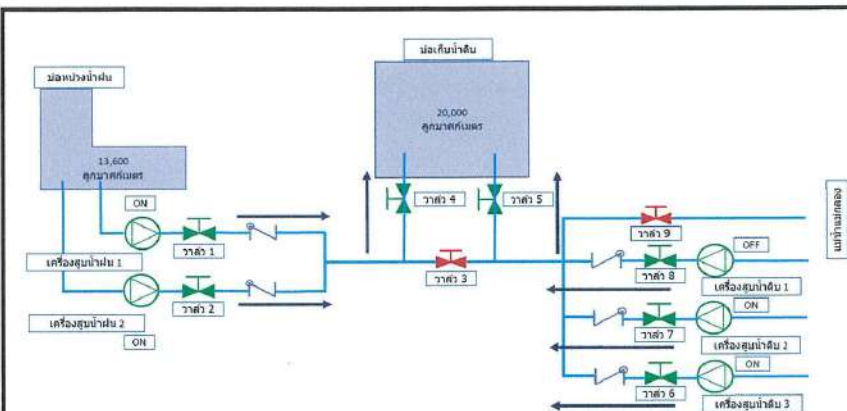 บ่อเก็บน้ำดิบ
บ่อหน่วงน้ำฝน
20,000
ลูกบาศก์เมตร
13,600
ลูกบาศก์เมตร
ON
วาล์ว 4
วาล์ว 5
วาล์ว 9
แม่น้ำแม่กลอง
วาล์ว 1
OFF
เครื่องสูบน้ำฝน 1
วาล์ว 3
วาล์ว 8
เครื่องสูบน้ำดิบ 1
วาล์ว 2
ON
เครื่องสูบน้ำฝน 2
วาล์ว 7
เครื่องสูบน้ำดิบ 2
ON
ON
วาล์ว 6
เครื่องสูบน้ำดิบ 3